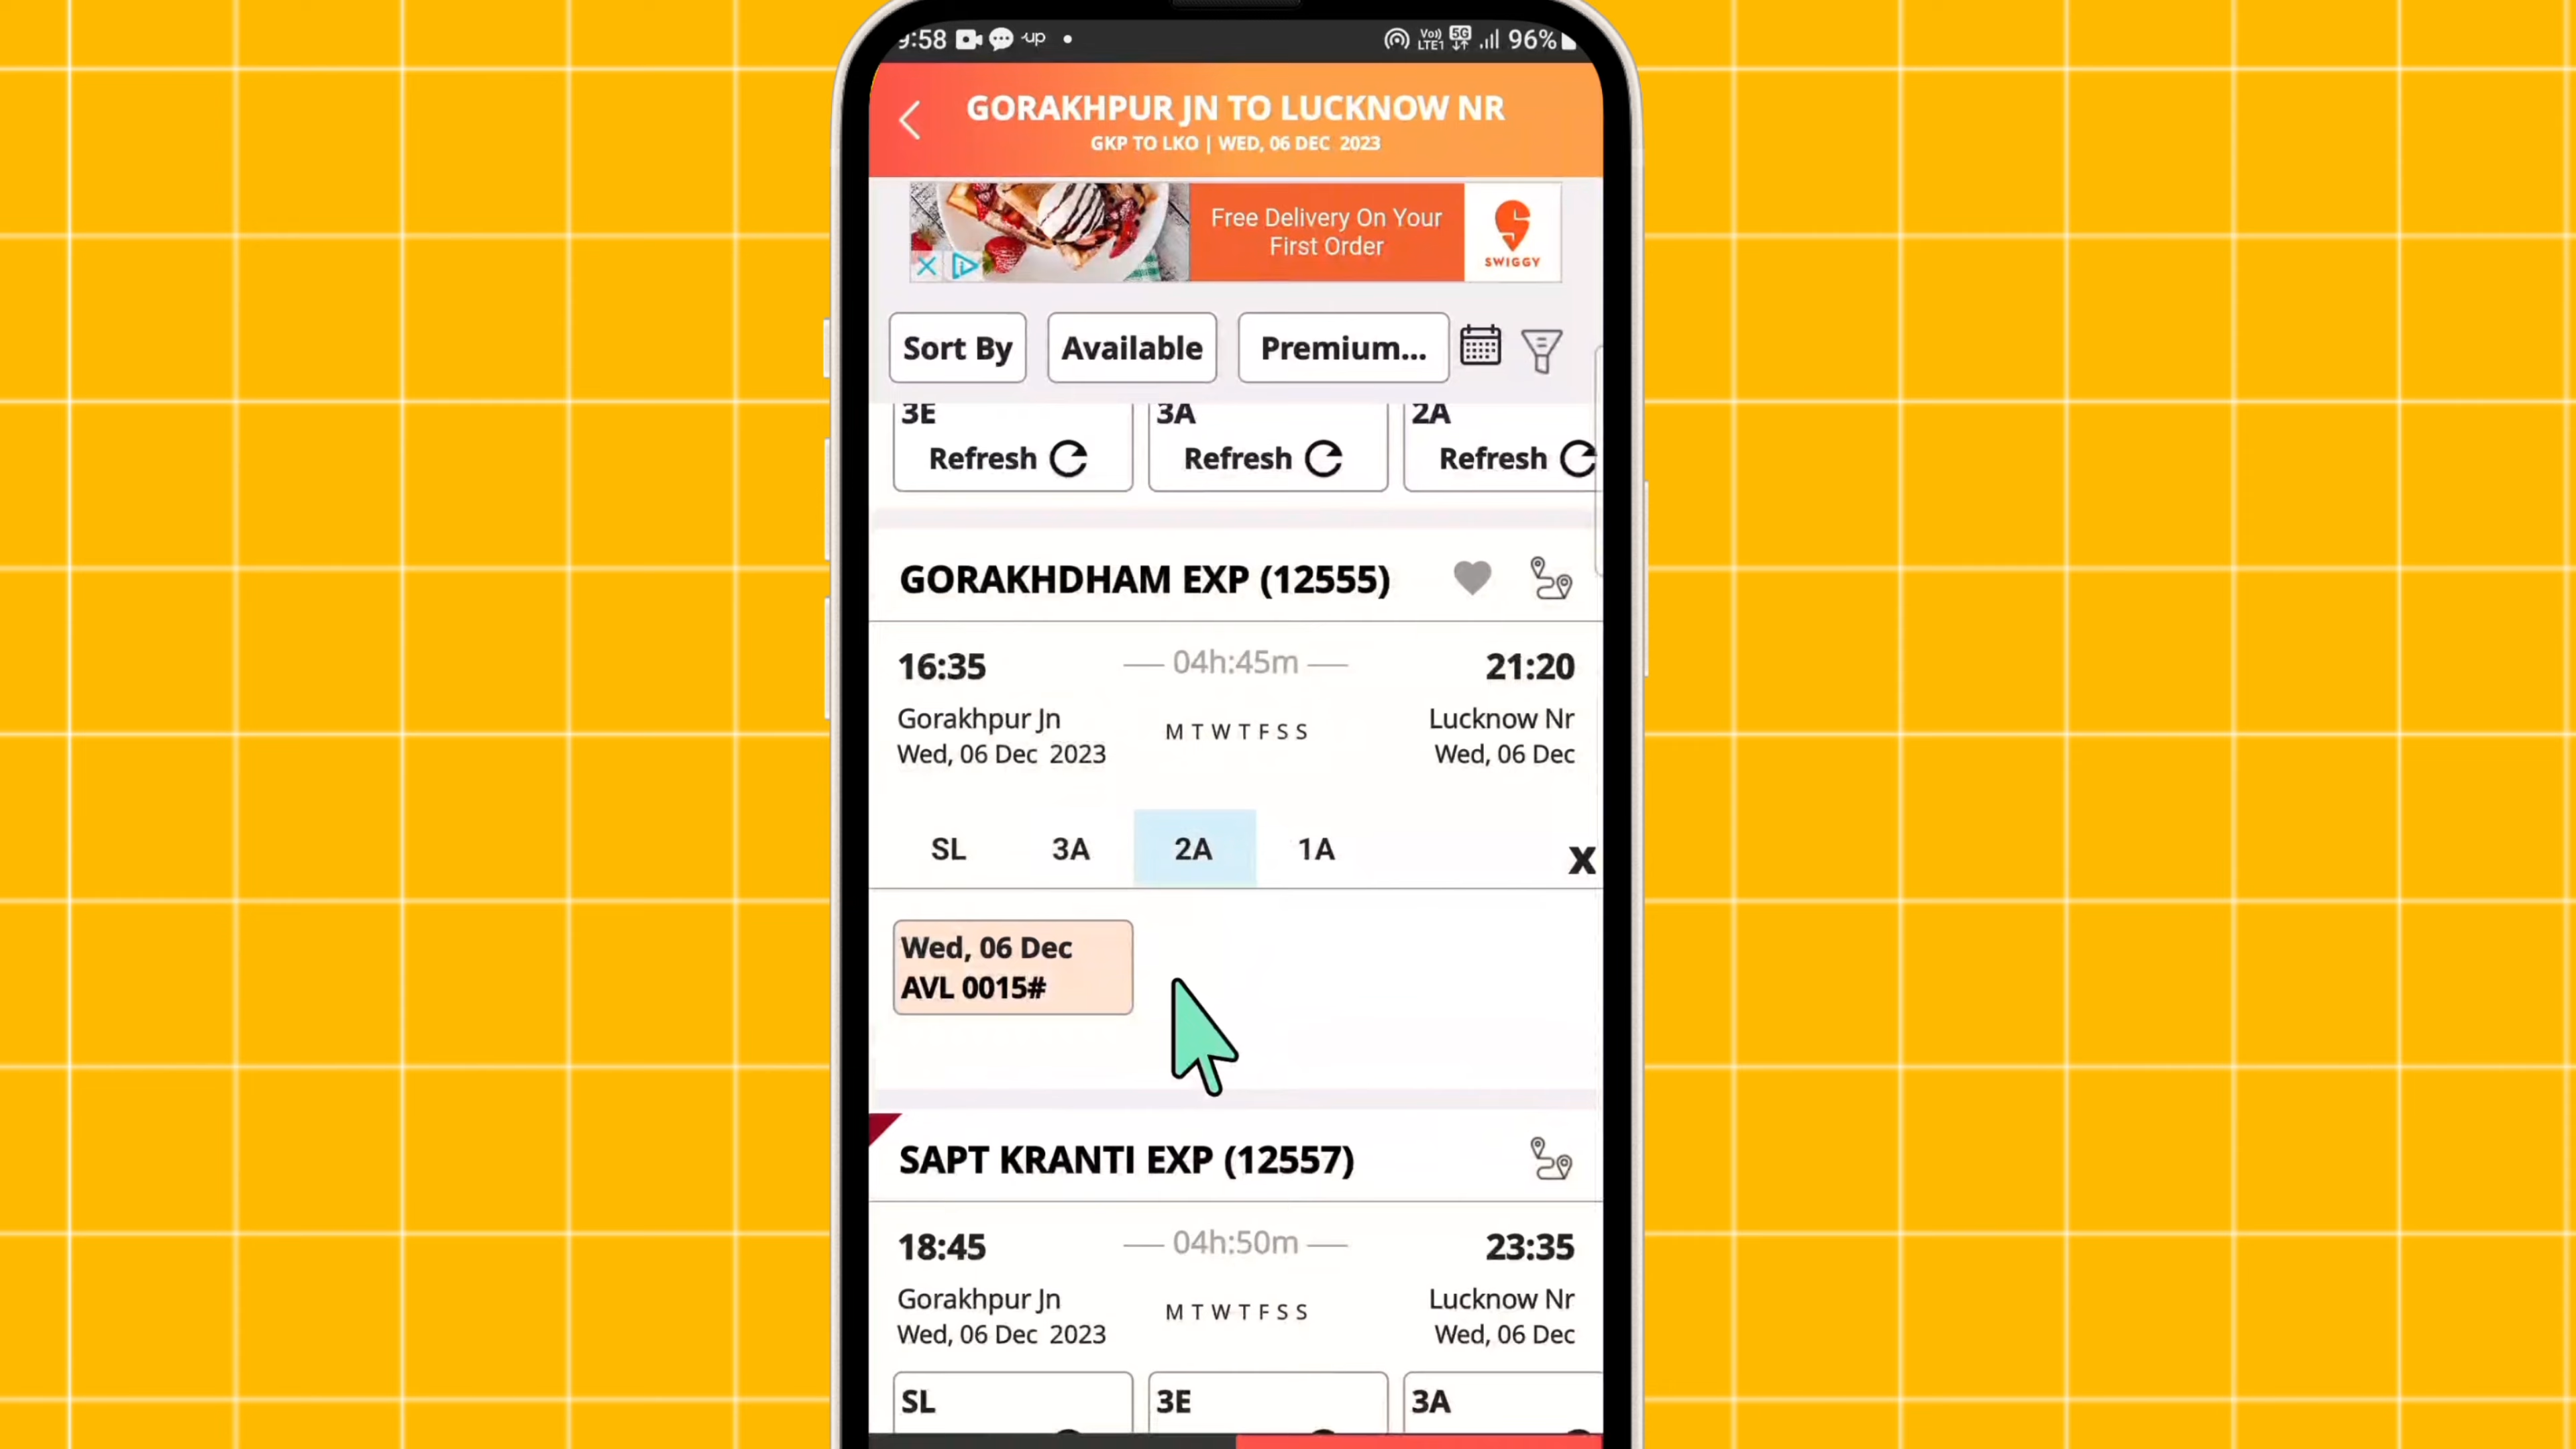 9:58 up 96%
Vo)) LTE1 5G
GORAKHPUR JN TO LUCKNOW NR
GKP TO LKO | WED, 06 DEC 2023
Free Delivery On Your
First Order
SWIGGY
Sort By Available Premium...
3E 3A 2A
Refresh Refresh Refresh
GORAKHDHAM EXP (12555)
16:35 04h:45m 21:20
Gorakhpur Jn M T W T F S S Lucknow Nr
Wed, 06 Dec 2023 Wed, 06 Dec
SL 3A 2A 1A X
Wed, 06 Dec
AVL 0015#
SAPT KRANTI EXP (12557)
18:45 04h:50m 23:35
Gorakhpur Jn M T W T F S S Lucknow Nr
Wed, 06 Dec 2023 Wed, 06 Dec
SL 3E 3A